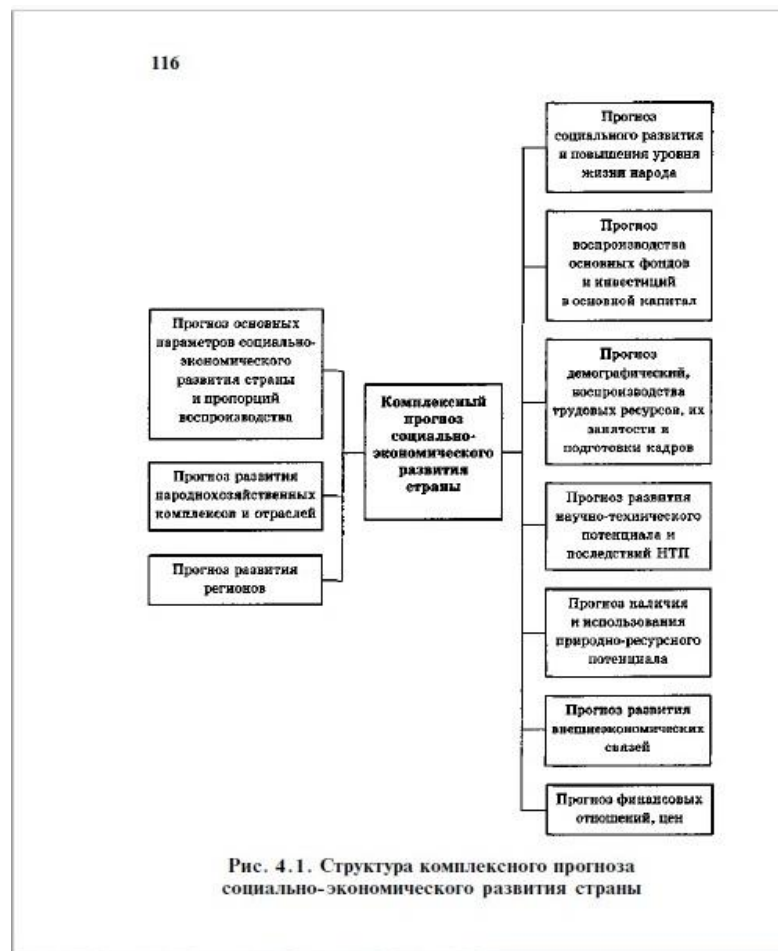 116
Прогноз
социального развития
и повышения уровня
жизни народа
Прогноз
воспроизводства
основных фондов
и инвестиций
в основной капитал
Прогноз основных
параметров социально-
экономического
развития страны
и пропорций
воспроизводства
Прогноз
демографический,
воспроизводства
трудовых ресурсов, их
занятости и
подготовки кадров
Комплексный
прогноз
социально-
экономического
развития
страны
Прогноз развития
народнохозяйственных
комплексов и отраслей
Прогноз развития
научно-технического
потенциала и
последствий НТП
Прогноз развития
регионов
Прогноз наличия
и использования
природно-ресурсного
потенциала
Прогноз развития
внешнеэкономических
связей
Прогноз финансовых
отношений, цен
Рис. 4.1. Структура комплексного прогноза
социально-экономического развития страны